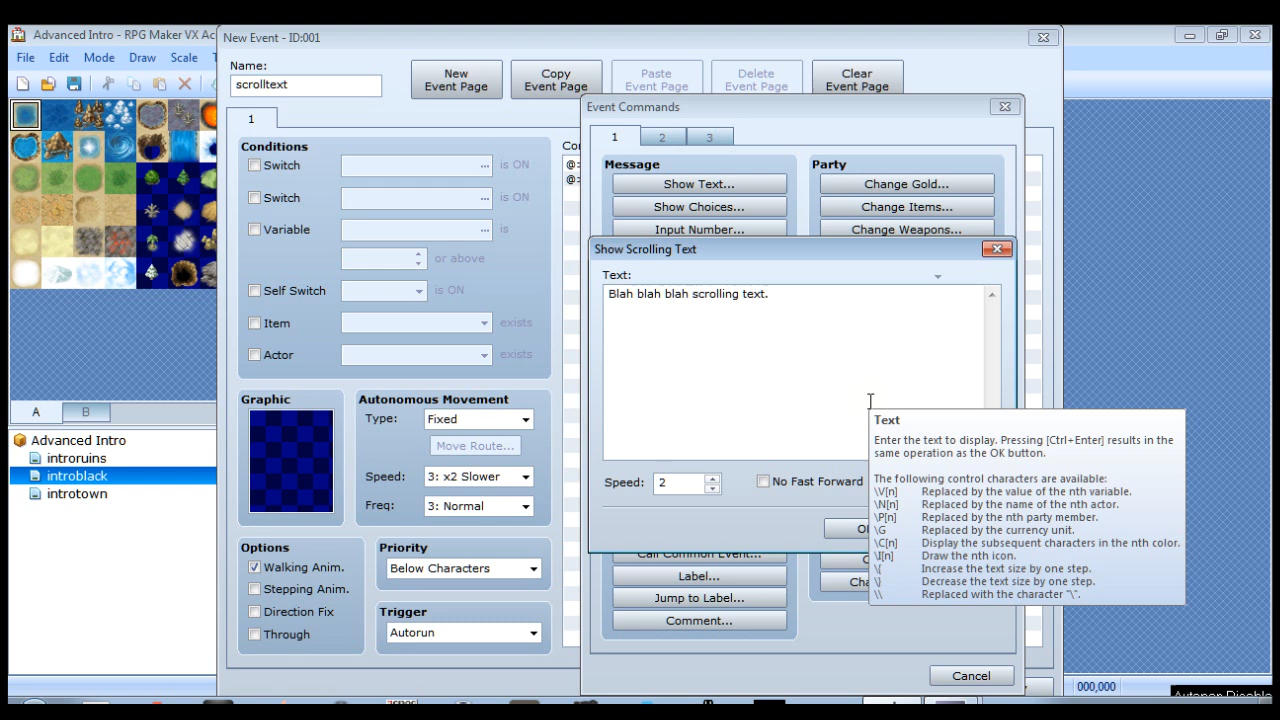 Advanced Intro - RPG Maker VX Ac
File Edit Mode Draw Scale
New Event - ID:001
Name:
scrolltext
New Event Page
Copy Event Page
Paste Event Page
Delete Event Page
Clear Event Page
1
Conditions
Switch ... is ON
Switch ... is ON
Variable ... is
or above
Self Switch is ON
Item exists
Actor exists
Graphic
Autonomous Movement
Type: Fixed
Move Route...
Speed: 3: x2 Slower
Freq: 3: Normal
Options
Walking Anim.
Stepping Anim.
Direction Fix
Through
Priority
Below Characters
Trigger
Autorun
A B
Advanced Intro
introruins
introblack
introtown
Event Commands
1 2 3
Message
Show Text...
Show Choices...
Input Number...
Party
Change Gold...
Change Items...
Change Weapons...
Show Scrolling Text
Text:
Blah blah blah scrolling text.
Speed: 2
No Fast Forward
Call Common Event...
Label...
Jump to Label...
Comment...
Cancel
Text
Enter the text to display. Pressing [Ctrl+Enter] results in the
same operation as the OK button.
The following control characters are available:
\V[n] Replaced by the value of the nth variable.
\N[n] Replaced by the name of the nth actor.
\P[n] Replaced by the nth party member.
\G Replaced by the currency unit.
\C[n] Display the subsequent characters in the nth color.
\I[n] Draw the nth icon.
\{ Increase the text size by one step.
\} Decrease the text size by one step.
\\ Replaced with the character "\".
000,000